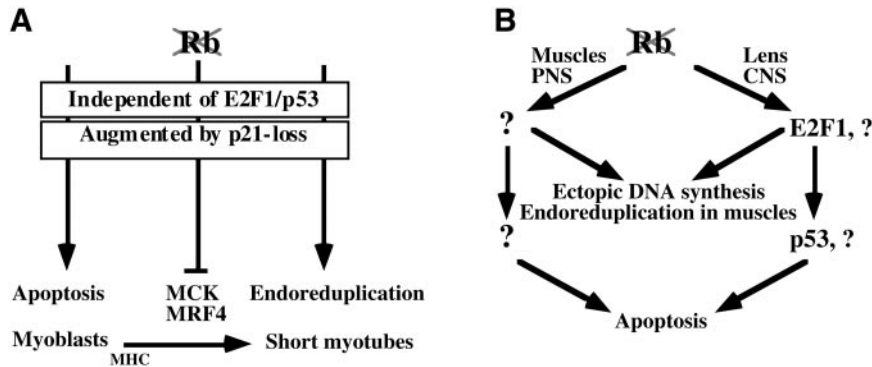 A
Rb
Independent of E2F1/p53
Augmented by p21-loss
Apoptosis
MCK
MRF4
Endoreduplication
Myoblasts
MHC
Short myotubes
B
Rb
Muscles
PNS
Lens
CNS
?
E2F1, ?
Ectopic DNA synthesis
Endoreduplication in muscles
?
p53, ?
Apoptosis